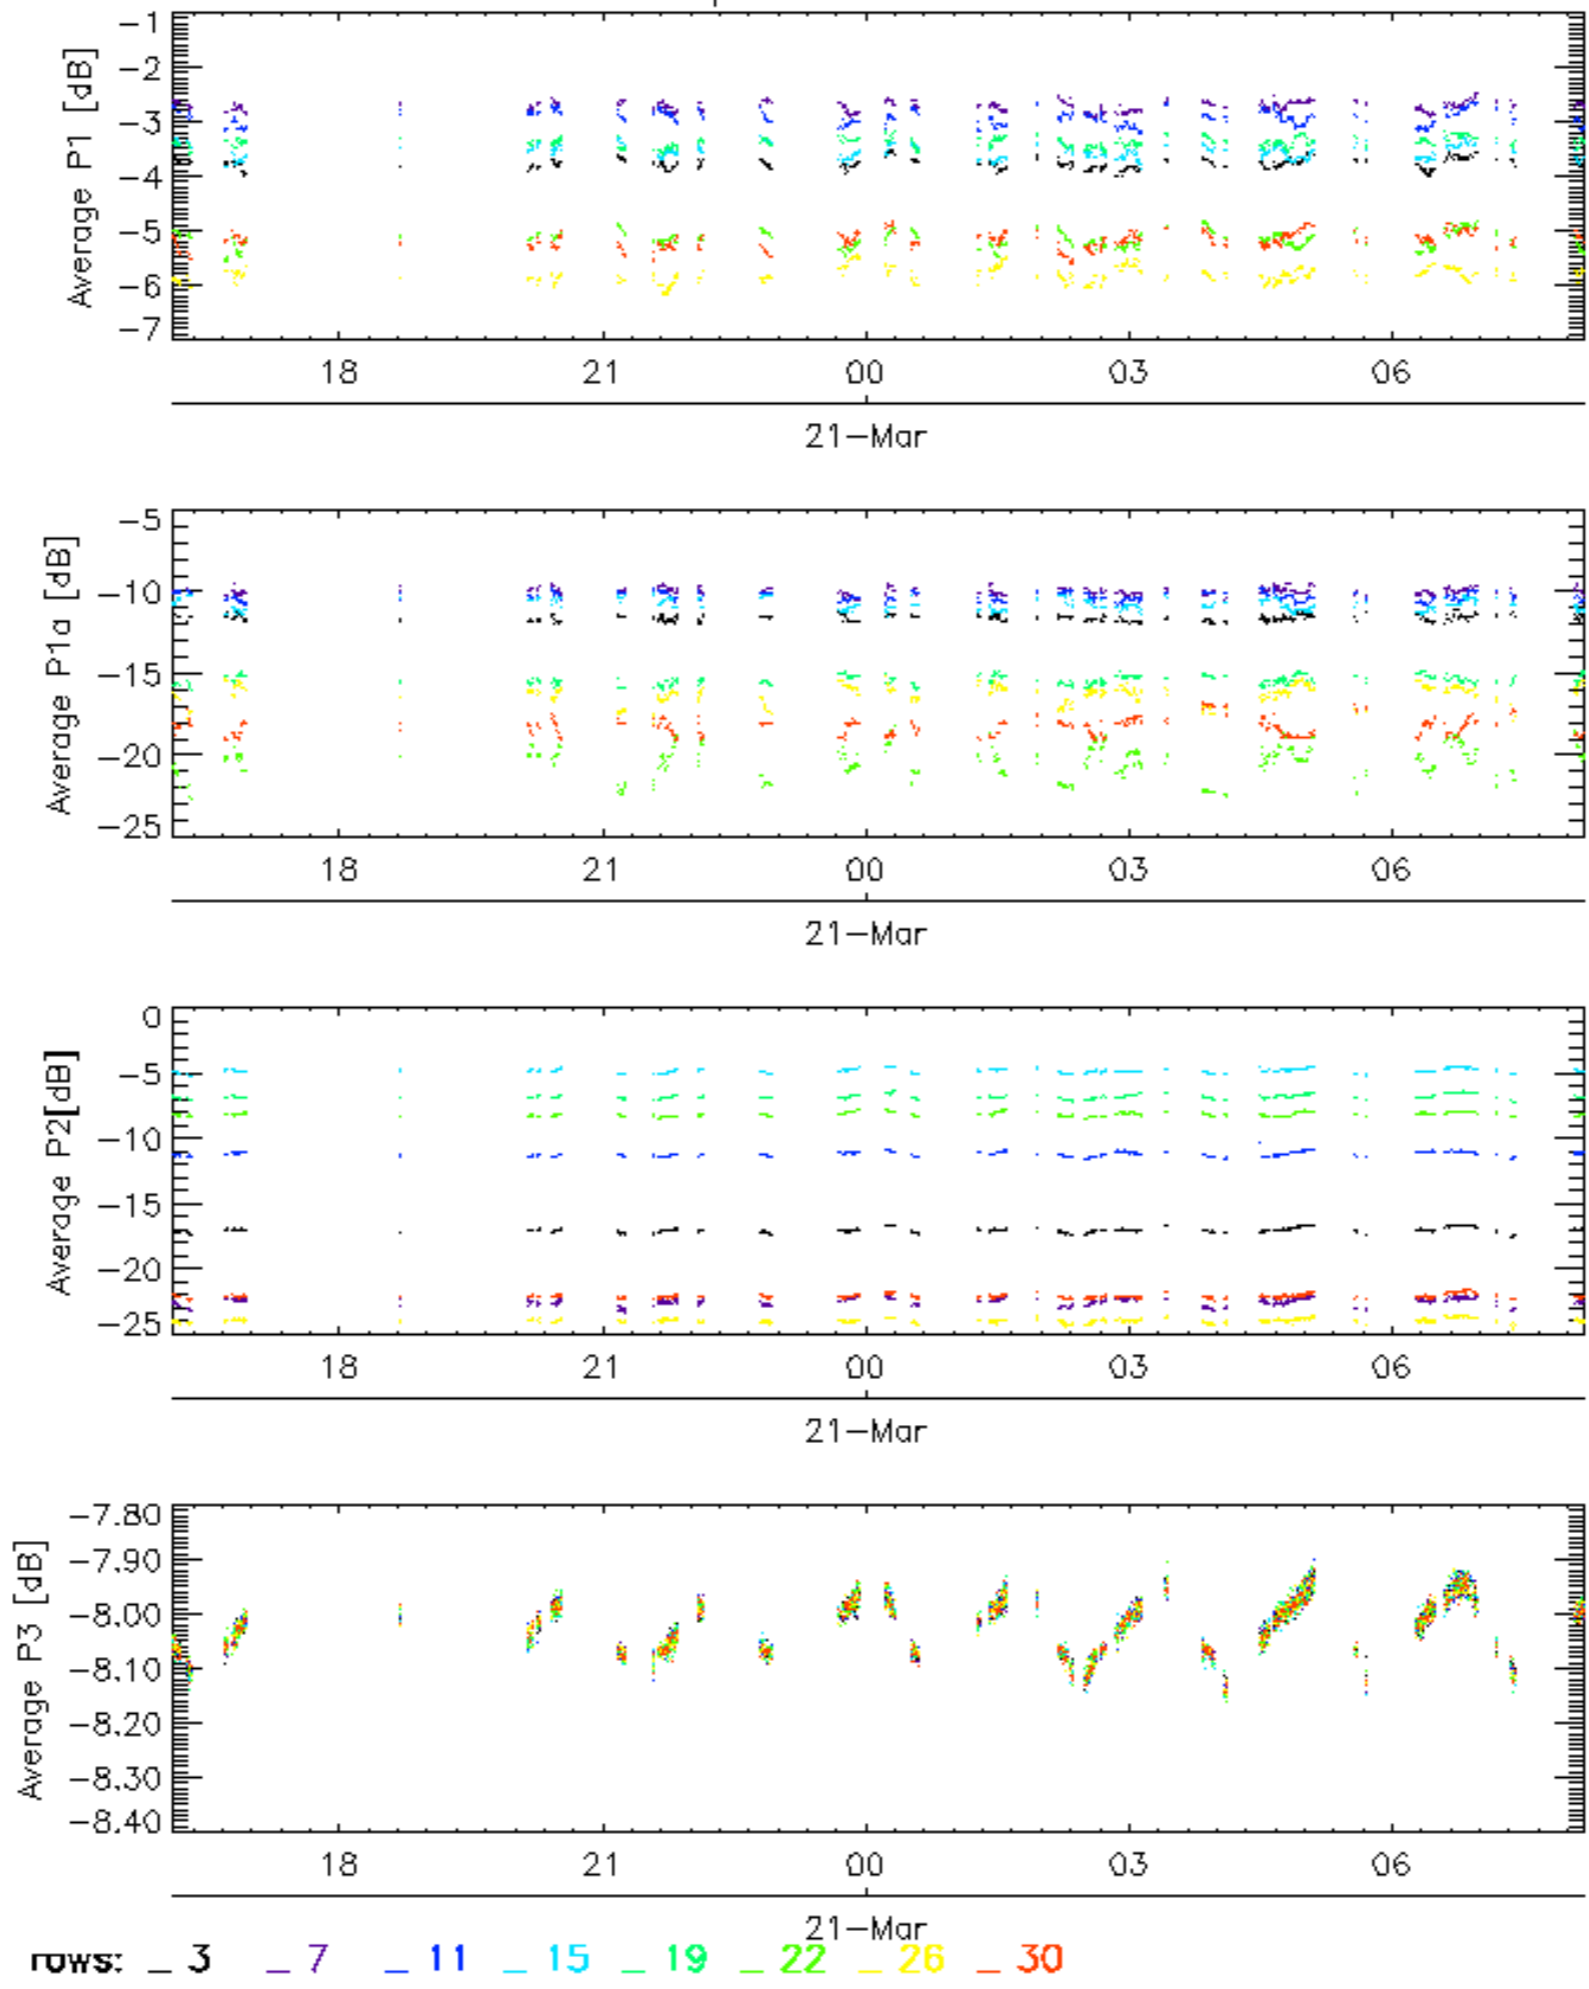 Average P1 [dB]
-1
-2
-3
-4
-5
-6
-7
18 21 00 03 06
21-Mar
Average P1a [dB]
-5
-10
-15
-20
-25
18 21 00 03 06
21-Mar
Average P2[dB]
0
-5
-10
-15
-20
-25
18 21 00 03 06
21-Mar
Average P3 [dB]
-7.80
-7.90
-8.00
-8.10
-8.20
-8.30
-8.40
18 21 00 03 06
21-Mar
rows: _ 3 _ 7 _ 11 _ 15 _ 19 _ 22 _ 26 _ 30